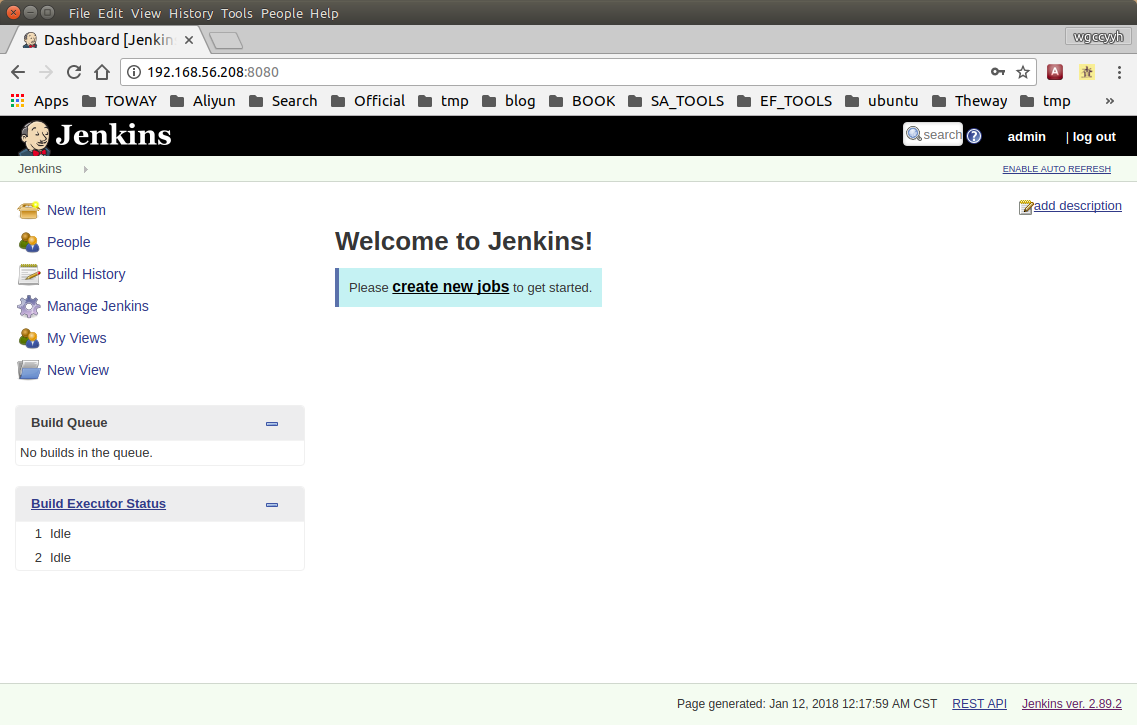 File Edit View History Tools People Help
Dashboard [Jenkin
wgccyyh
192.168.56.208:8080
Apps TOWAY Aliyun Search Official tmp blog BOOK SA_TOOLS EF_TOOLS ubuntu Theway tmp »
Jenkins
search
admin | log out
Jenkins
ENABLE AUTO REFRESH
New Item
People
Build History
Manage Jenkins
My Views
New View
add description
Welcome to Jenkins!
Please create new jobs to get started.
Build Queue
No builds in the queue.
Build Executor Status
1 Idle
2 Idle
Page generated: Jan 12, 2018 12:17:59 AM CST REST API Jenkins ver. 2.89.2